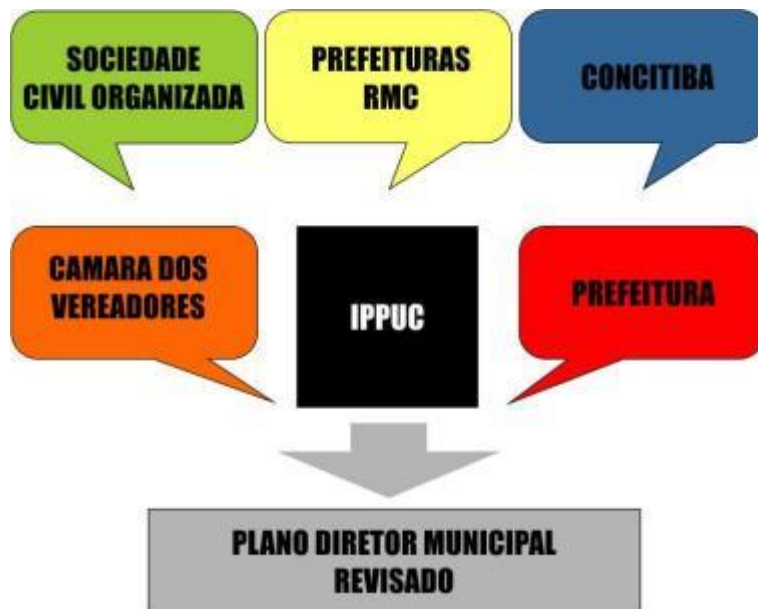 SOCIEDADE
CIVIL ORGANIZADA
PREFEITURAS
RMC
CONCITIBA
CAMARA DOS
VEREADORES
IPPUC
PREFEITURA
PLANO DIRETOR MUNICIPAL
REVISADO